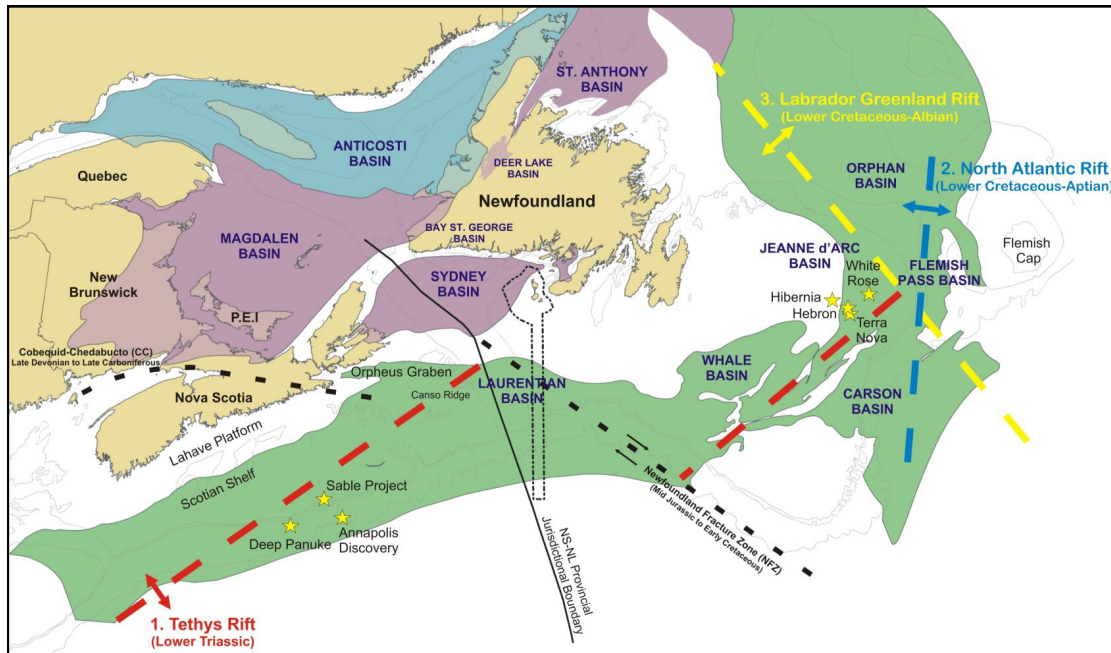 ST. ANTHONY
BASIN
3. Labrador Greenland Rift
(Lower Cretaceous-Albian)
ANTICOSTI
BASIN
DEER LAKE
BASIN
ORPHAN
BASIN
2. North Atlantic Rift
(Lower Cretaceous-Aptian)
Quebec
Newfoundland
MAGDALEN
BASIN
BAY ST. GEORGE
BASIN
JEANNE d'ARC
BASIN
Flemish
Cap
New
Brunswick
SYDNEY
BASIN
White
Rose
FLEMISH
PASS BASIN
P.E.I
Hibernia
Hebron
Terra
Nova
Cobequid-Chedabucto (CC)
Late Devonian to Late Carboniferous
Orpheus Graben
WHALE
BASIN
Nova Scotia
Canso Ridge
LAURENTIAN
BASIN
CARSON
BASIN
Lahave Platform
Scotian Shelf
Sable Project
Deep Panuke
Annapolis
Discovery
Newfoundland Fracture Zone (NFZ)
(Mid Jurassic to Early Cretaceous)
NS-NL Provincial
Jurisdictional Boundary
1. Tethys Rift
(Lower Triassic)